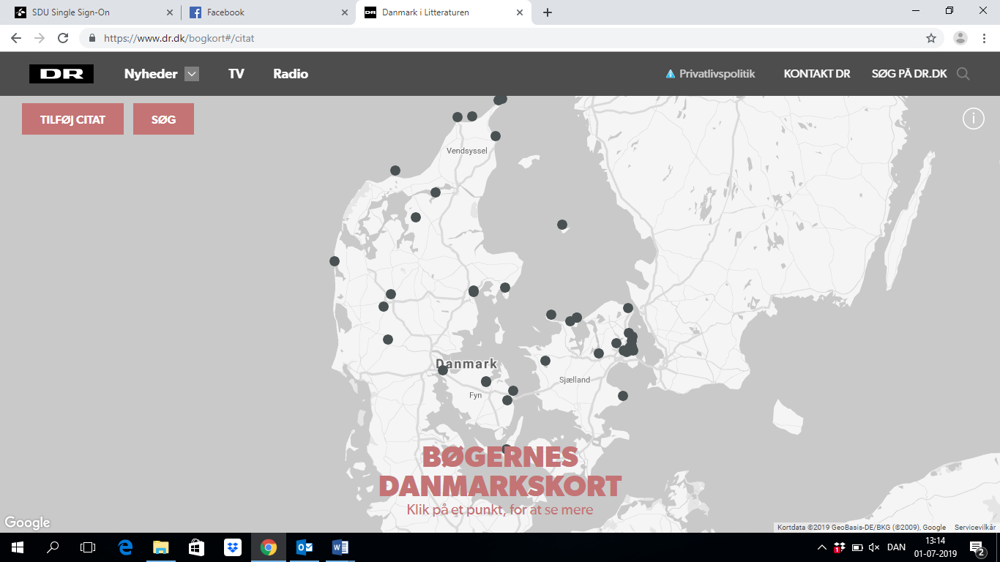 SDU Single Sign-On
Facebook
Danmark i Litteraturen
https://www.dr.dk/bogkort#/citat
DR
Nyheder
TV
Radio
Privatlivspolitik
KONTAKT DR
SØG PÅ DR.DK
TILFØJ CITAT
SØG
i
Vendsyssel
Danmark
Sjælland
Fyn
BØGERNES
DANMARKSKORT
Klik på et punkt, for at se mere
Google
Kortdata ©2019 GeoBasis-DE/BKG (©2009), Google
Servicevilkår
1
DAN
13:14
01-07-2019
2